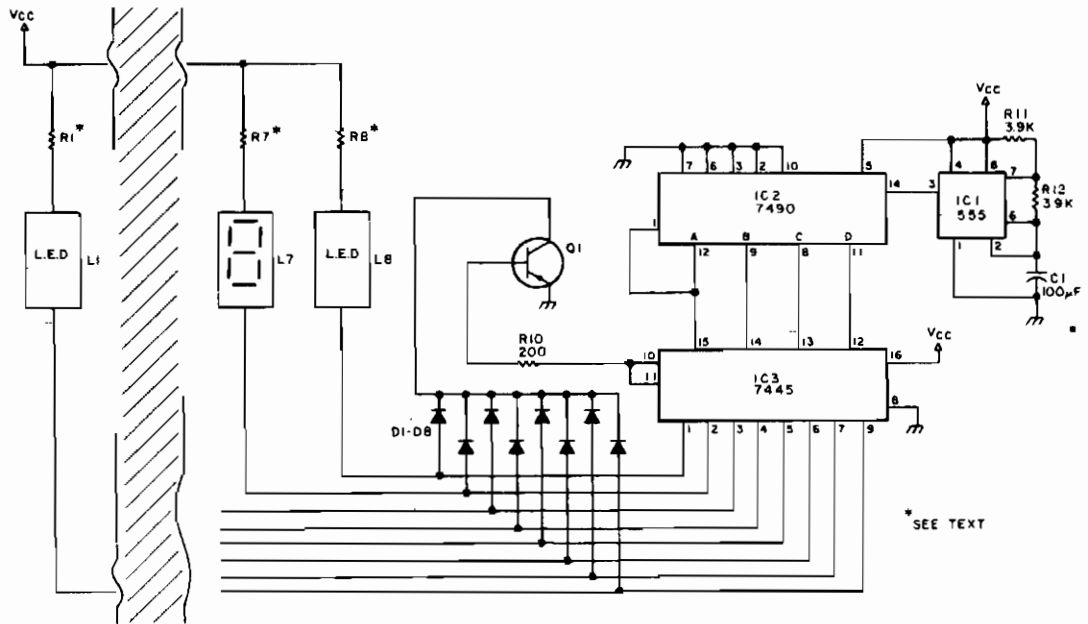 Vcc
R1*
R7*
R8*
L.E.D
L1
L7
L.E.D
L8
Q1
R10
200
D1-D8
7
6
3
2
10
5
IC2
7490
14
1
A
B
C
D
12
9
8
11
Vcc
R11
3.9K
4
8
7
3
IC1
555
R12
3.9K
6
1
2
C1
100µF
*
15
14
13
12
10
11
IC3
7445
16
Vcc
8
1
2
3
4
5
6
7
9
*SEE TEXT